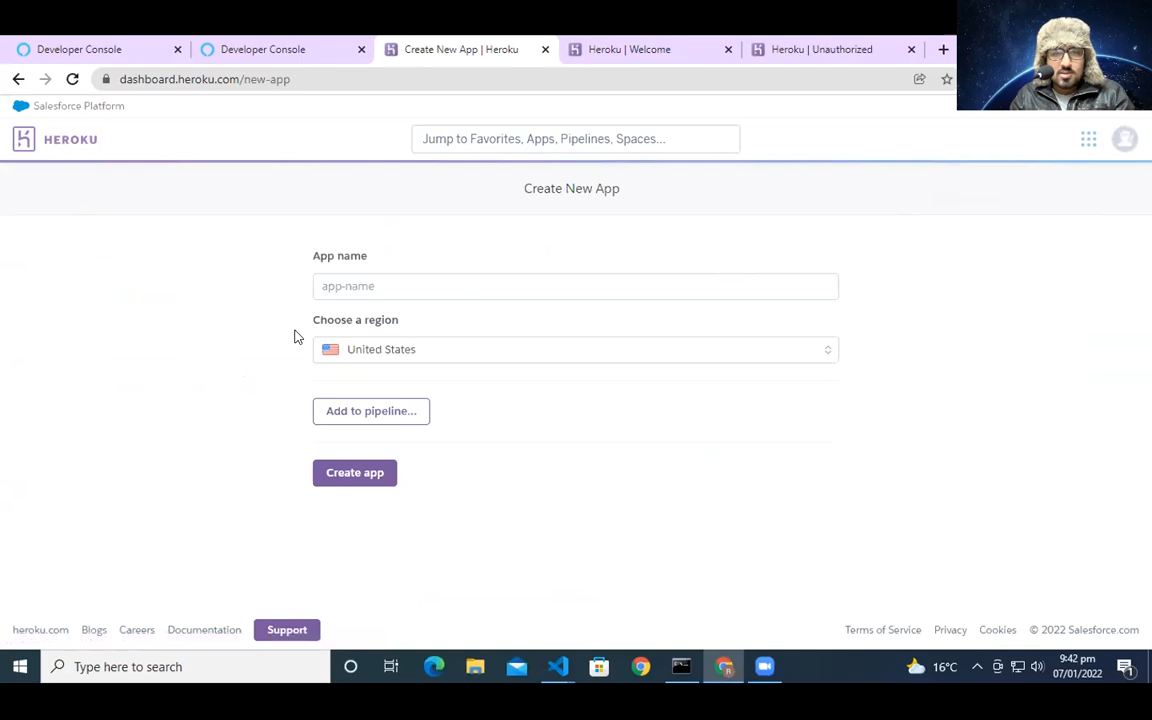 Developer Console
Developer Console
Create New App | Heroku
Heroku | Welcome
Heroku | Unauthorized
dashboard.heroku.com/new-app
Salesforce Platform
HEROKU
Jump to Favorites, Apps, Pipelines, Spaces...
Create New App
App name
app-name
Choose a region
United States
Add to pipeline...
Create app
heroku.com
Blogs
Careers
Documentation
Support
Terms of Service
Privacy
Cookies
© 2022 Salesforce.com
Type here to search
16°C
9:42 pm
07/01/2022
1